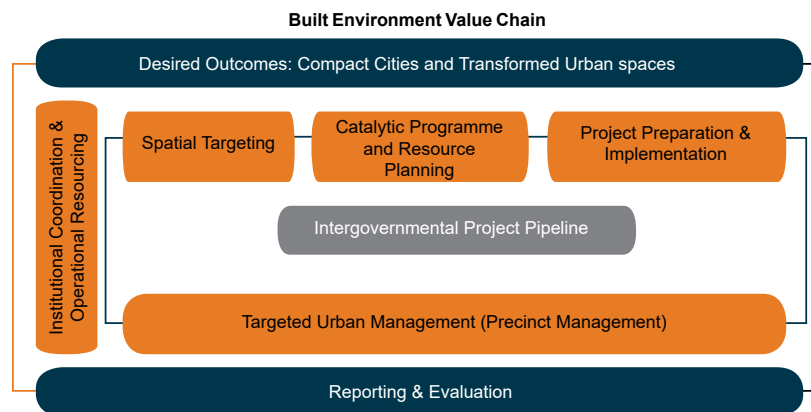 Built Environment Value Chain
Desired Outcomes: Compact Cities and Transformed Urban spaces
Institutional Coordination &
Operational Resourcing
Spatial Targeting
Catalytic Programme
and Resource
Planning
Project Preparation &
Implementation
Intergovernmental Project Pipeline
Targeted Urban Management (Precinct Management)
Reporting & Evaluation